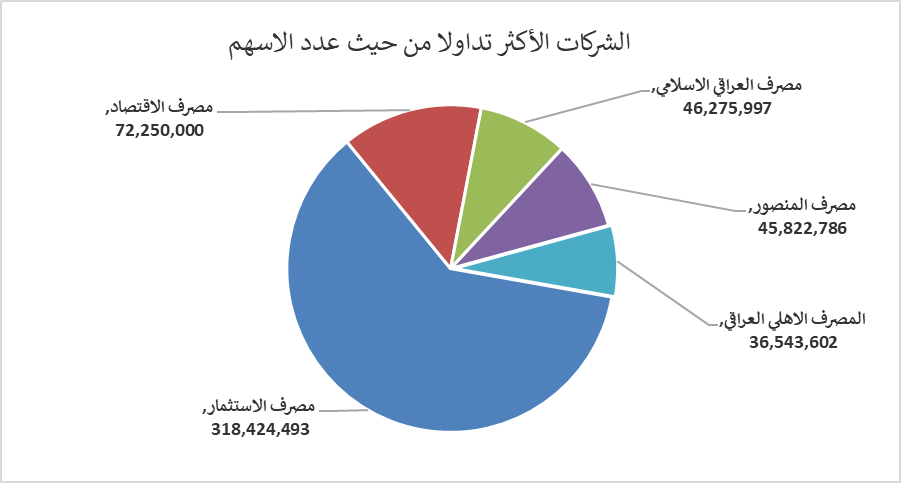 الشركات الأكثر تداولا من حيث عدد الاسهم
مصرف العراقي الاسلامي,
46,275,997
مصرف الاقتصاد,
72,250,000
مصرف المنصور,
45,822,786
المصرف الاهلي العراقي,
36,543,602
مصرف الاستثمار,
318,424,493